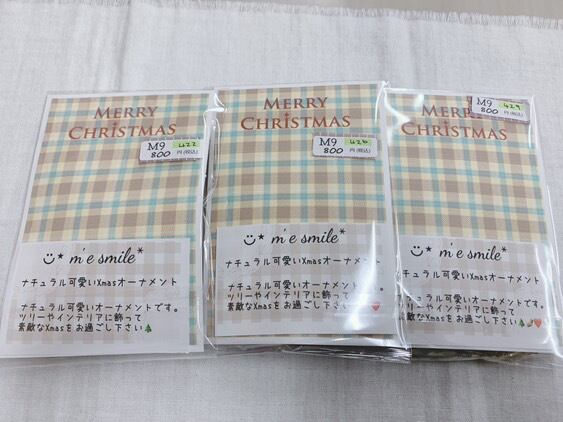 MERRY
CHRISTMAS
M9 422
800 円(税込)
m'e smile*
ナチュラル可愛いXmasオーナメント
ナチュラル可愛いオーナメントです。
ツリーやインテリアに飾って
素敵なXmasをお過ごし下さい🎄
MERRY
CHRISTMAS
M9
800 円(税込)
m'e smile*
ナチュラル可愛いXmasオーナメント
ナチュラル可愛いオーナメントです。
ツリーやインテリアに飾って
素敵なXmasをお過ごし下さい
M9 429
800 円(税込)
MERRY
CHRISTMAS
m'e smile*
ナチュラル可愛いXmasオーナメント
チュラル可愛いオーナメントです。
ツリーやインテリアに飾って
素敵なXmasをお過ごし下さい🎄